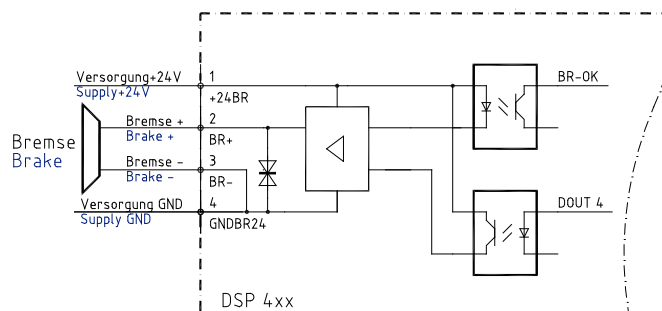 Versorgung+24V
Supply+24V
1
+24BR
BR-OK
Bremse
Brake
Bremse +
Brake +
2
BR+
Bremse -
Brake -
3
BR-
Versorgung GND
Supply GND
4
GNDBR24
DOUT 4
DSP 4xx